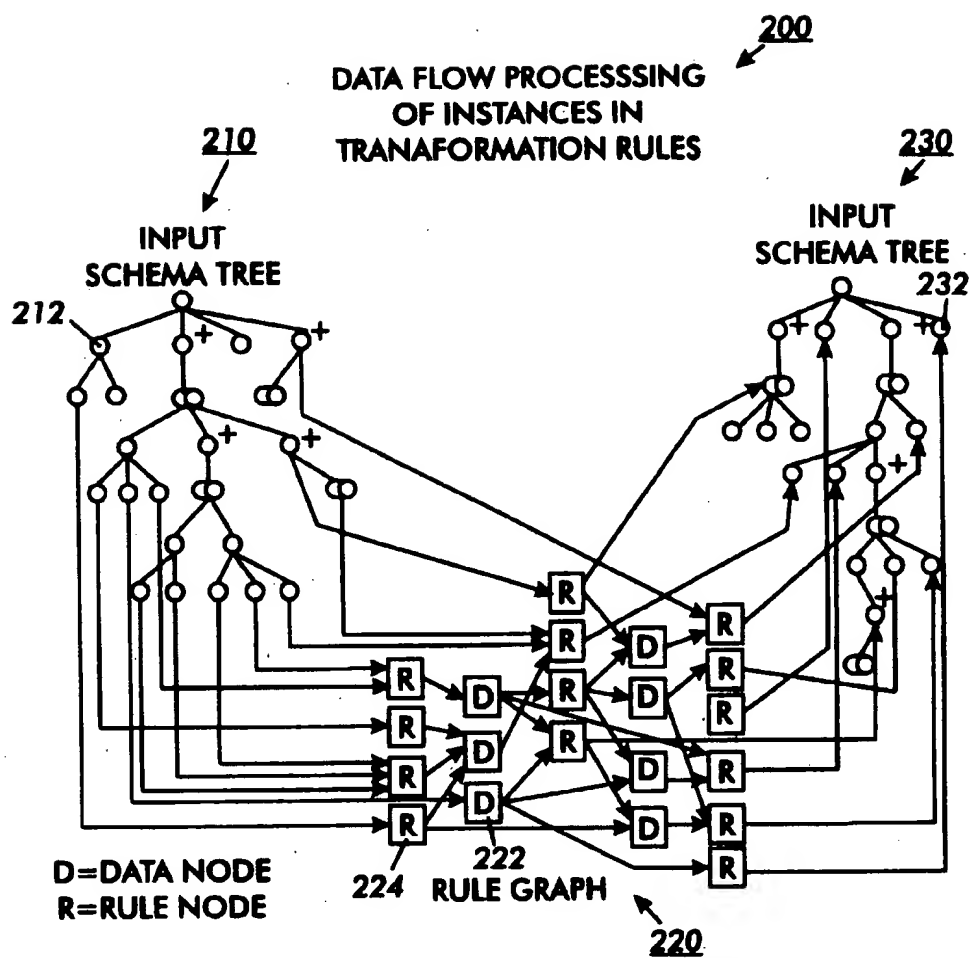 200
DATA FLOW PROCESSSING
OF INSTANCES IN
TRANAFORMATION RULES
210
INPUT
SCHEMA TREE
212
+
+
+
+
230
INPUT
SCHEMA TREE
232
+
+
+
+
R
R
R
D
R
R
D
R
D
R
R
D
R
R
D
D
R
R
D
D
R
R
224
222
RULE GRAPH
220
D=DATA NODE
R=RULE NODE